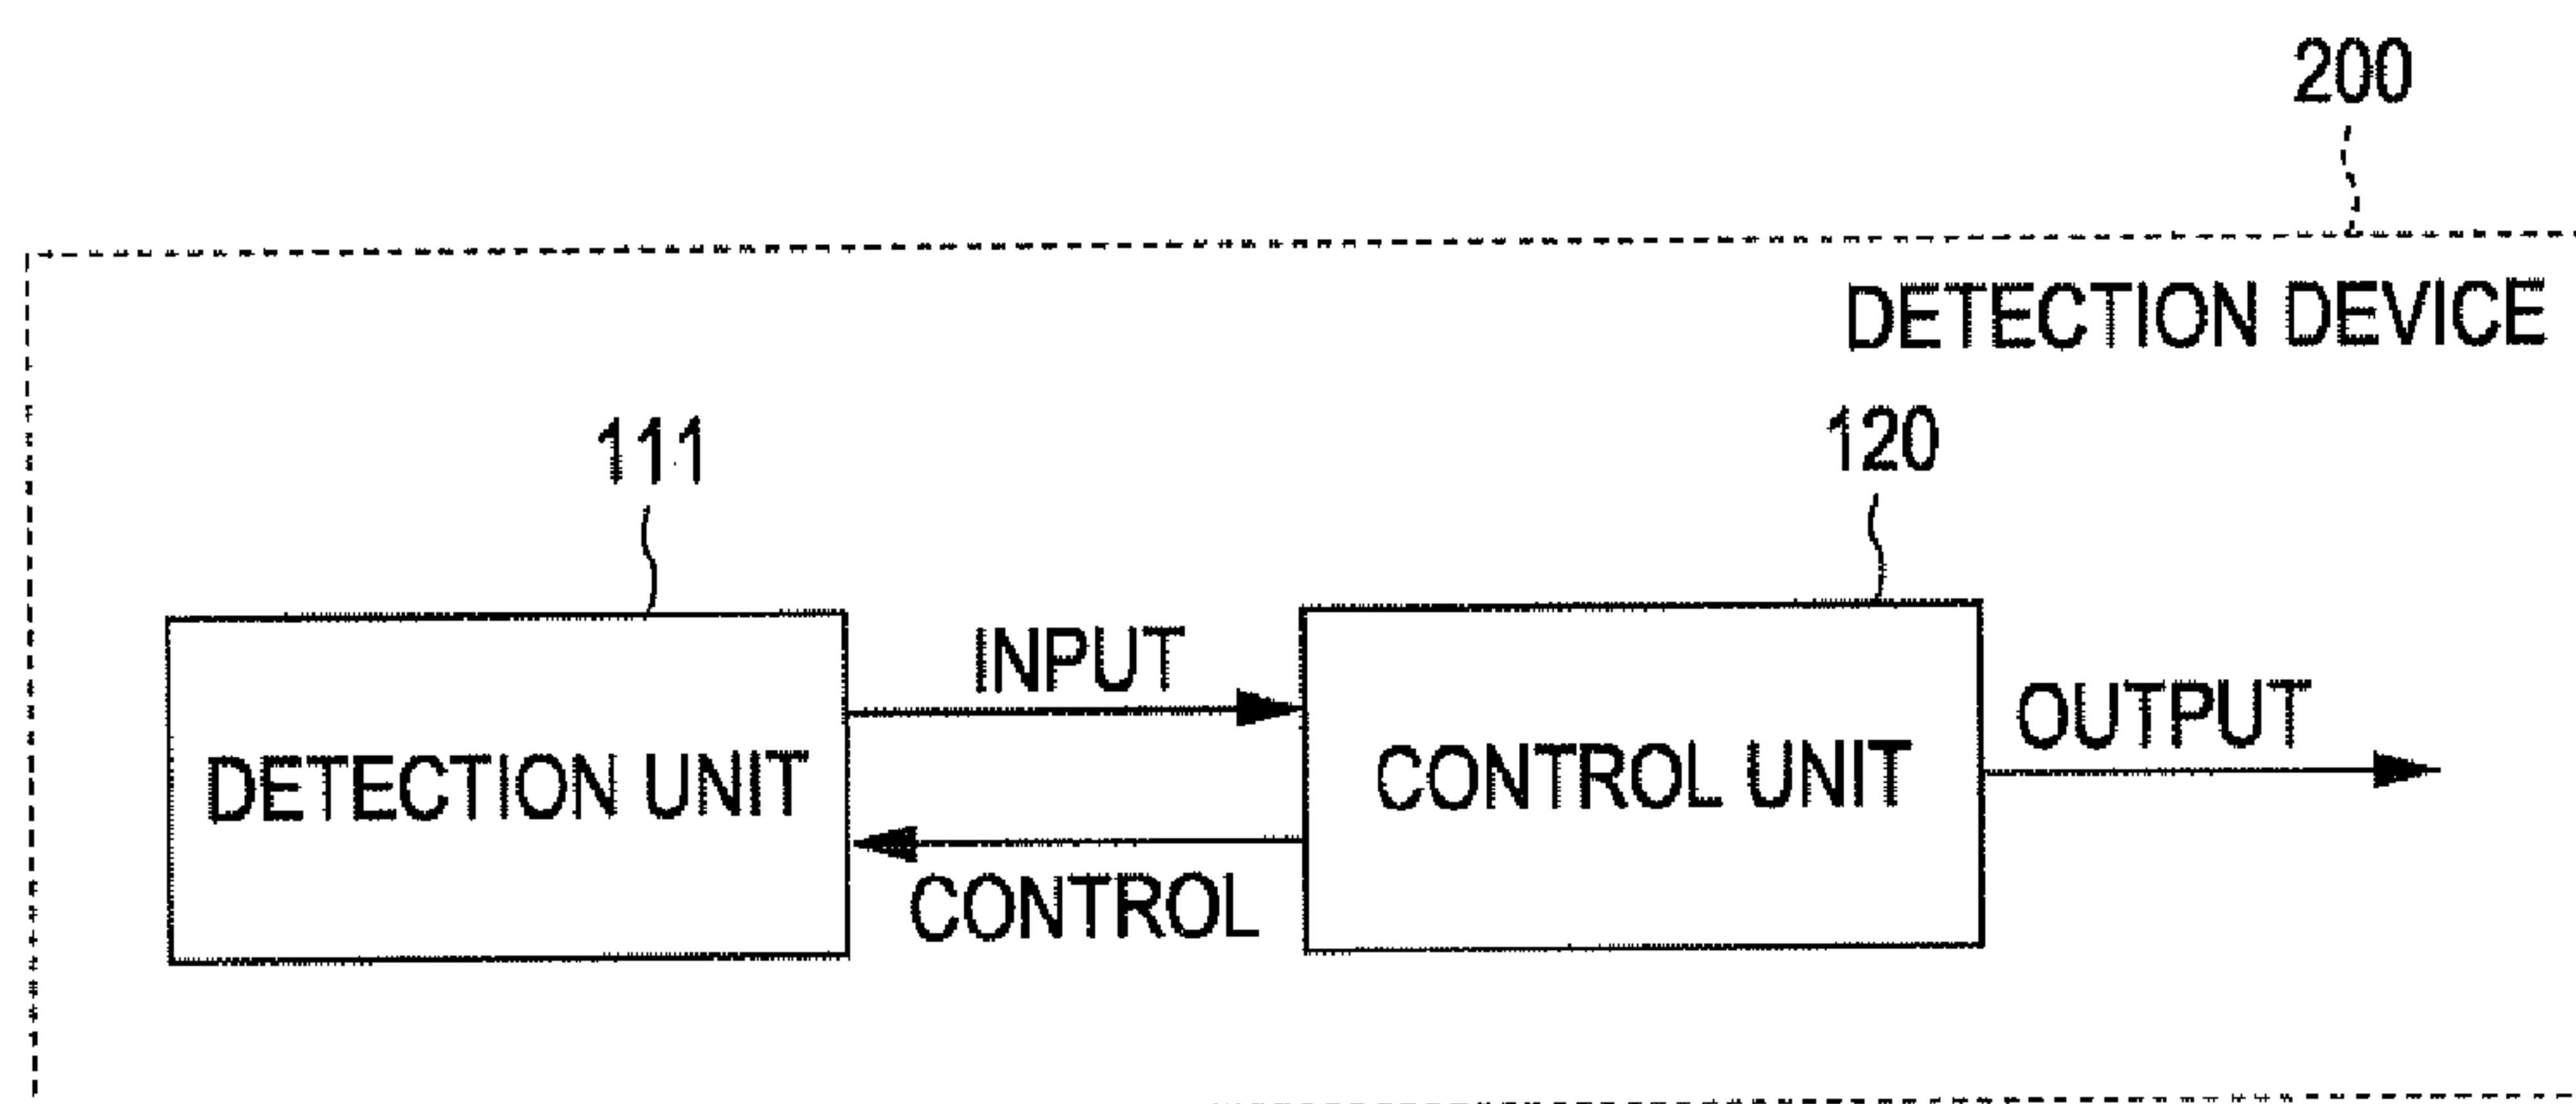 200
DETECTION DEVICE
111
120
INPUT
OUTPUT
DETECTION UNIT
CONTROL UNIT
CONTROL